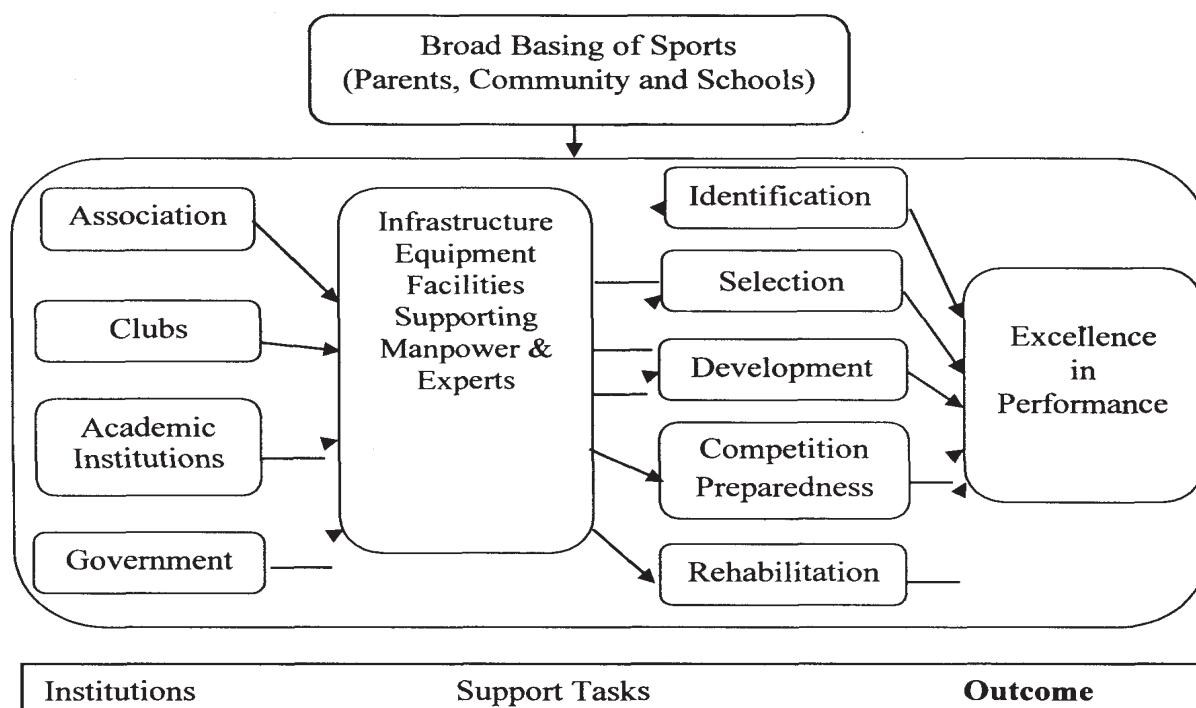 Broad Basing of Sports
(Parents, Community and Schools)
Association
Clubs
Academic
Institutions
Government
Infrastructure
Equipment
Facilities
Supporting
Manpower &
Experts
Identification
Selection
Development
Competition
Preparedness
Rehabilitation
Excellence
in
Performance
Institutions Support Tasks Outcome